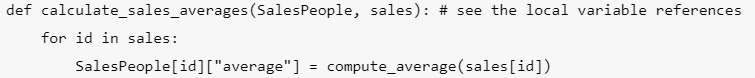 def calculate_sales_averages(SalesPeople, sales): # see the local variable references
    for id in sales:
        SalesPeople[id]["average"] = compute_average(sales[id])